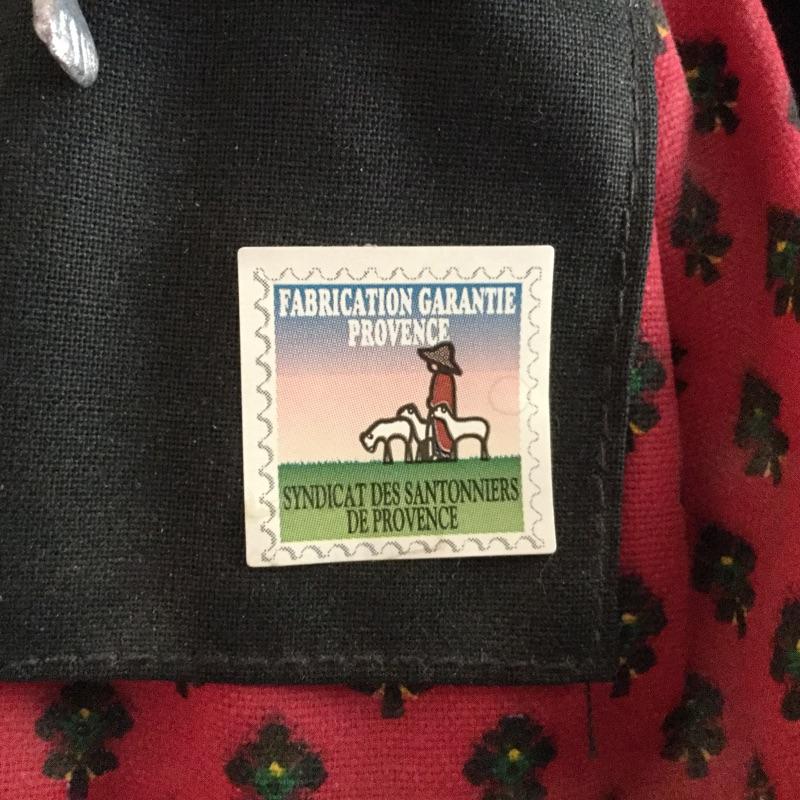 FABRICATION GARANTIE
PROVENCE
SYNDICAT DES SANTONNIERS
DE PROVENCE